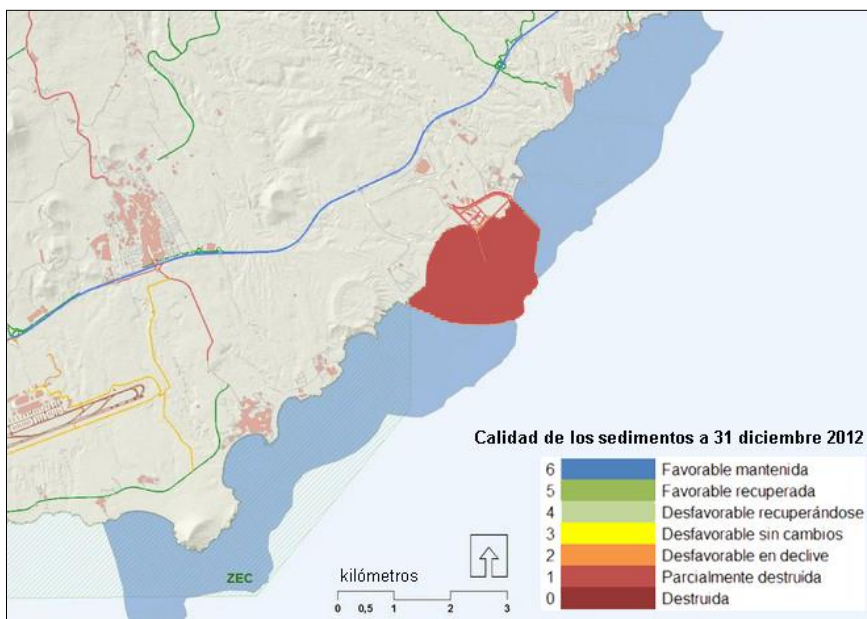 Calidad de los sedimentos a 31 diciembre 2012
6 Favorable mantenida
5 Favorable recuperada
4 Desfavorable recuperándose
3 Desfavorable sin cambios
2 Desfavorable en declive
1 Parcialmente destruída
0 Destruida
ZEC
kilómetros
0 0,5 1 2 3